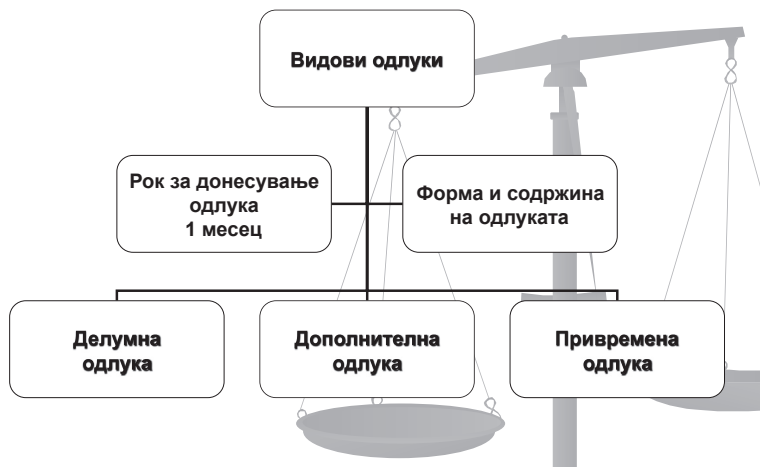 Видови одлуки
Рок за донесување
одлука
1 месец
Форма и содржина
на одлуката
Делумна
одлука
Дополнителна
одлука
Привремена
одлука